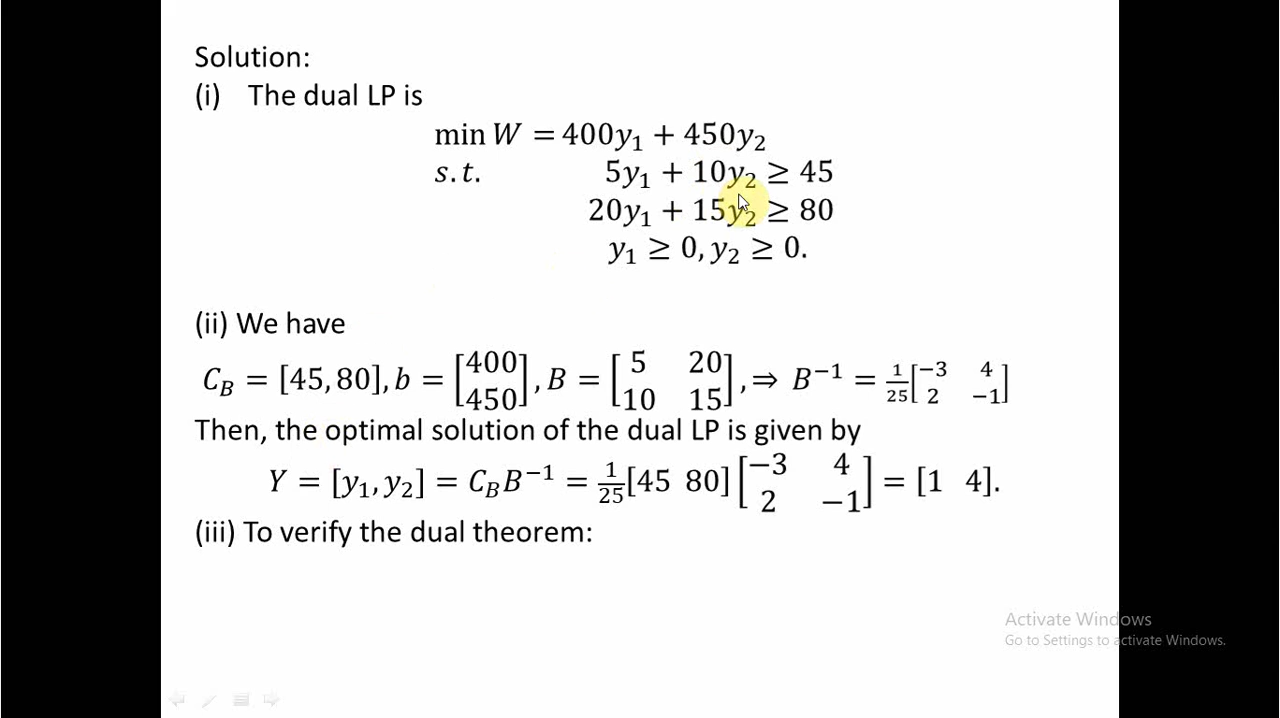 Solution:
(i) The dual LP is
min W = 400y₁ + 450y₂
s.t. 5y₁ + 10y₂ ≥ 45
20y₁ + 15y₂ ≥ 80
y₁ ≥ 0, y₂ ≥ 0.
(ii) We have
C_B = [45, 80], b = [400 450], B = [5 20 10 15], ⇒ B⁻¹ = 1/25 [−3 4 2 −1]
Then, the optimal solution of the dual LP is given by
Y = [y₁, y₂] = C_B B⁻¹ = 1/25 [45 80] [−3 4 2 −1] = [1 4].
(iii) To verify the dual theorem:
Activate Windows
Go to Settings to activate Windows.